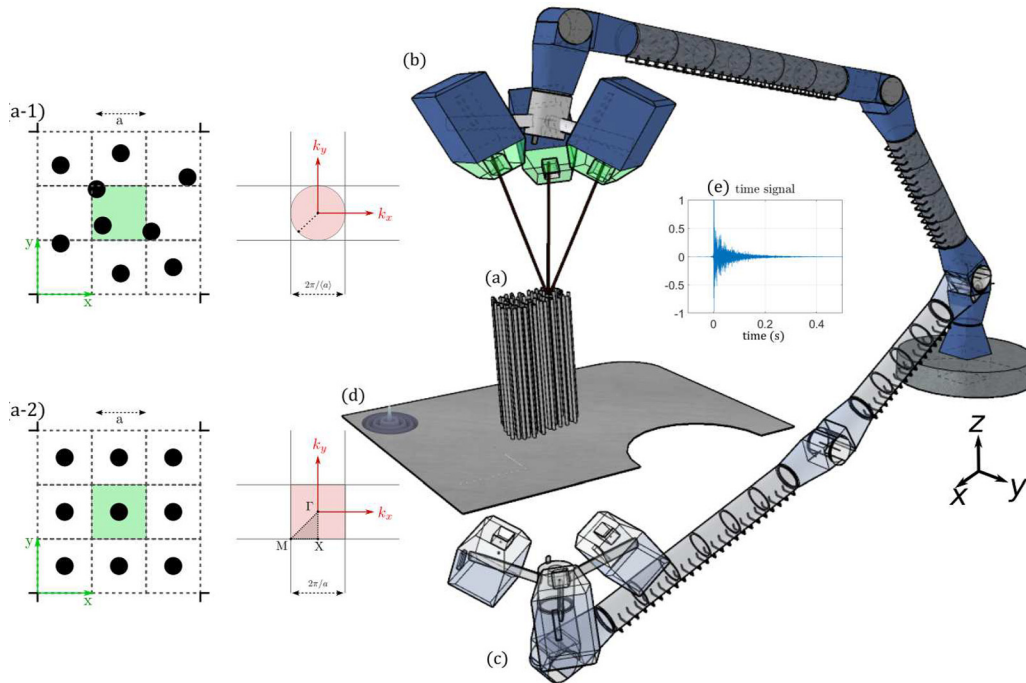 (b)
a-1)
a
k_y
k_x
y
x
2π/⟨a⟩
(e) time signal
1
0.5
0
-0.5
-1
0
0.2
0.4
time (s)
(a)
a-2)
a
(d)
k_y
Γ
k_x
M
X
y
x
2π/a
z
x
y
(c)